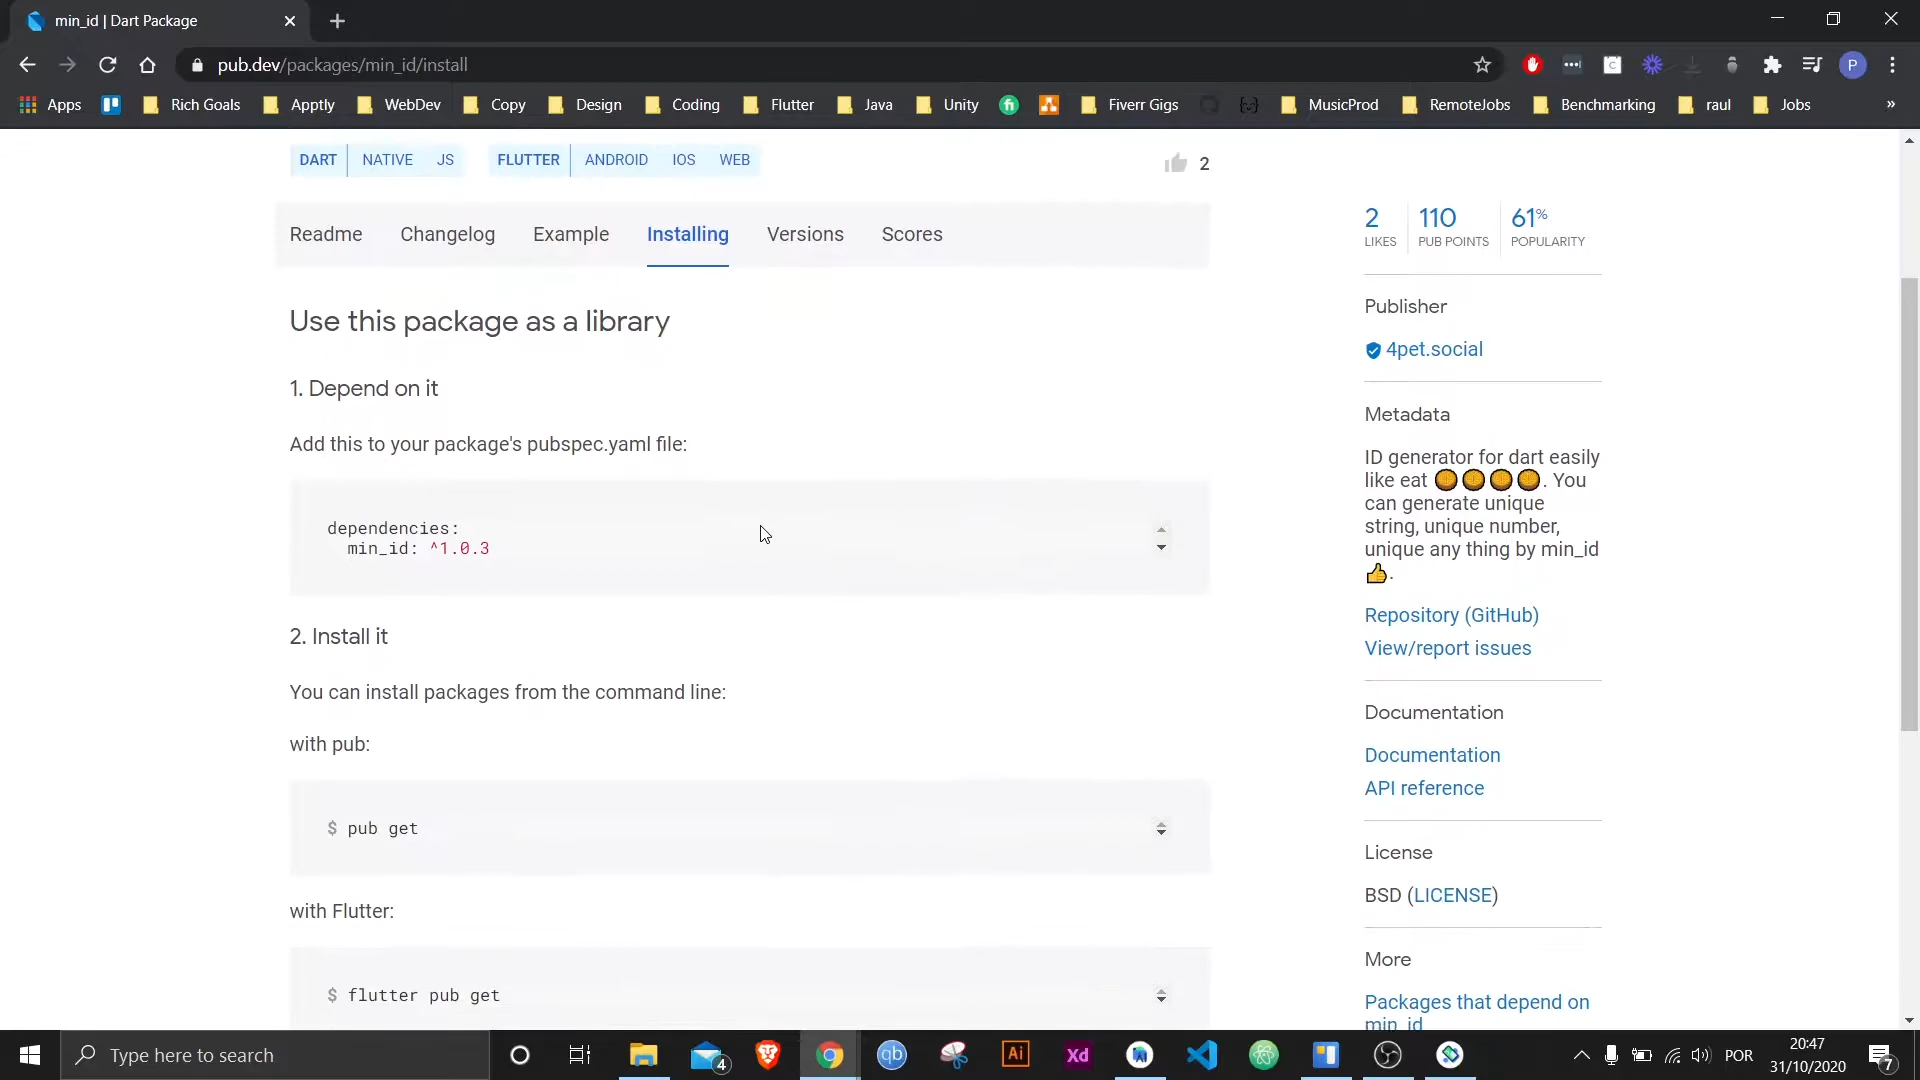 min_id | Dart Package
pub.dev/packages/min_id/install
P
Apps
Rich Goals
Apptly
WebDev
Copy
Design
Coding
Flutter
Java
Unity
Fiverr Gigs
MusicProd
RemoteJobs
Benchmarking
raul
Jobs
»
DART NATIVE JS FLUTTER ANDROID IOS WEB
2
Readme Changelog Example Installing Versions Scores
Use this package as a library
1. Depend on it
Add this to your package's pubspec.yaml file:
dependencies:
min_id: ^1.0.3
2. Install it
You can install packages from the command line:
with pub:
$ pub get
with Flutter:
$ flutter pub get
2 110 61%
LIKES PUB POINTS POPULARITY
Publisher
4pet.social
Metadata
ID generator for dart easily
like eat 🍪🍪🍪🍪. You
can generate unique
string, unique number,
unique any thing by min_id
👍.
Repository (GitHub)
View/report issues
Documentation
Documentation
API reference
License
BSD (LICENSE)
More
Packages that depend on
min_id
Type here to search
4
qb
Ai
Xd
POR
20:47
31/10/2020
7